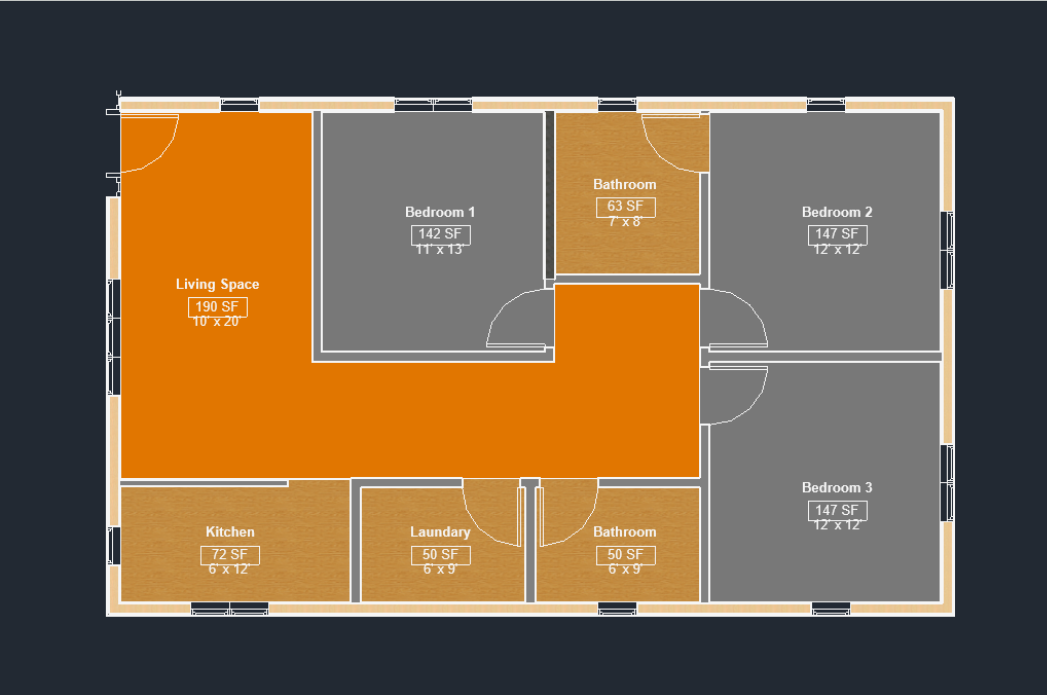 Bathroom
63 SF
7' x 8'
Bedroom 1
142 SF
11' x 13'
Bedroom 2
147 SF
12' x 12'
Living Space
190 SF
10' x 20'
Bedroom 3
147 SF
12' x 12'
Kitchen
72 SF
6' x 12'
Laundary
50 SF
6' x 9'
Bathroom
50 SF
6' x 9'